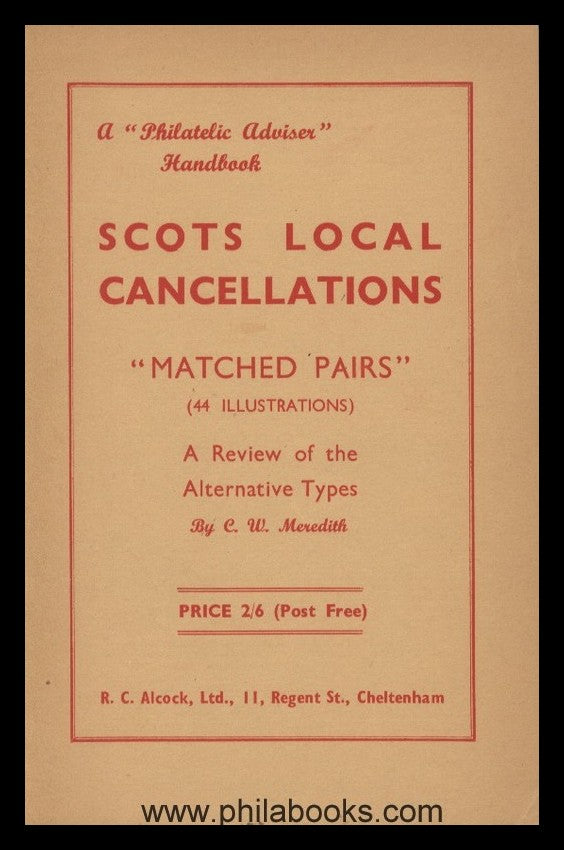 A "Philatelic Adviser"
Handbook
SCOTS LOCAL
CANCELLATIONS
"MATCHED PAIRS"
(44 ILLUSTRATIONS)
A Review of the
Alternative Types
By C. W. Meredith
PRICE 2/6 (Post Free)
R. C. Alcock, Ltd., 11, Regent St., Cheltenham
www.philabooks.com